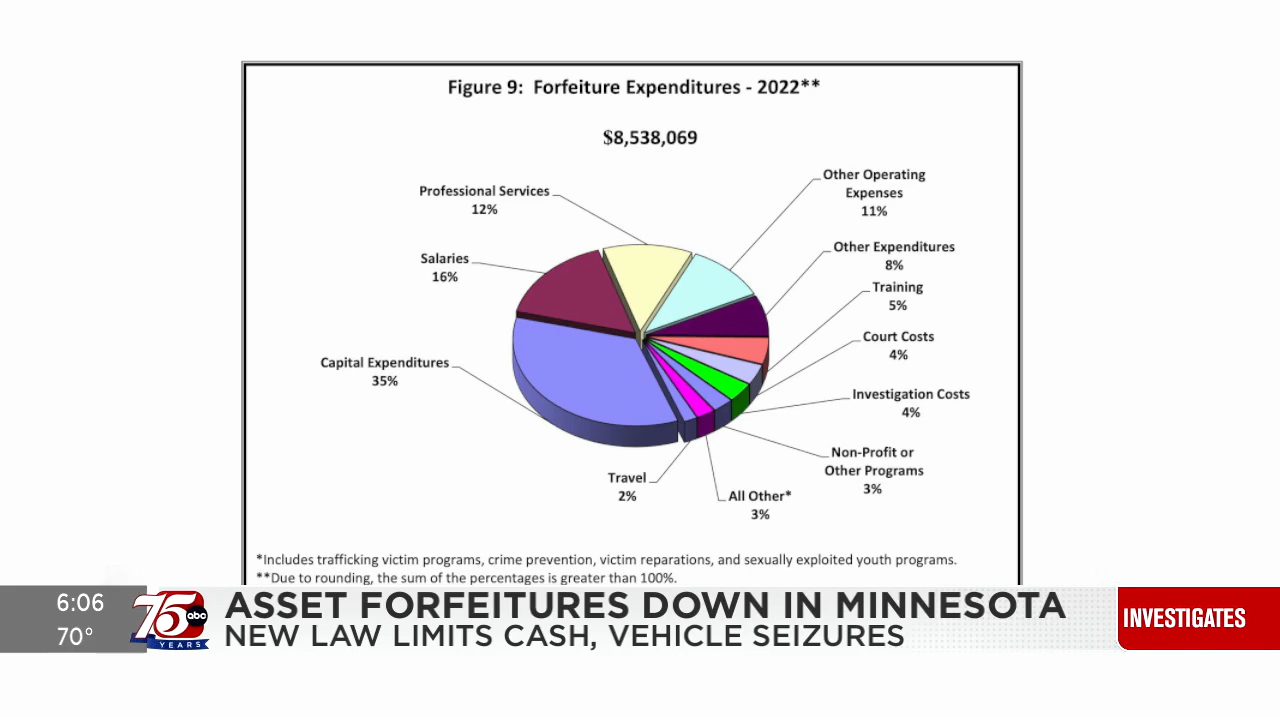 Figure 9: Forfeiture Expenditures - 2022**
$8,538,069
Other Operating
Expenses
11%
Professional Services
12%
Other Expenditures
8%
Salaries
16%
Training
5%
Court Costs
4%
Capital Expenditures
35%
Investigation Costs
4%
Non-Profit or
Other Programs
3%
Travel
2%
All Other*
3%
*Includes trafficking victim programs, crime prevention, victim reparations, and sexually exploited youth programs.
**Due to rounding, the sum of the percentages is greater than 100%.
6:06
70°
75
abc
YEARS
ASSET FORFEITURES DOWN IN MINNESOTA
NEW LAW LIMITS CASH, VEHICLE SEIZURES
INVESTIGATES